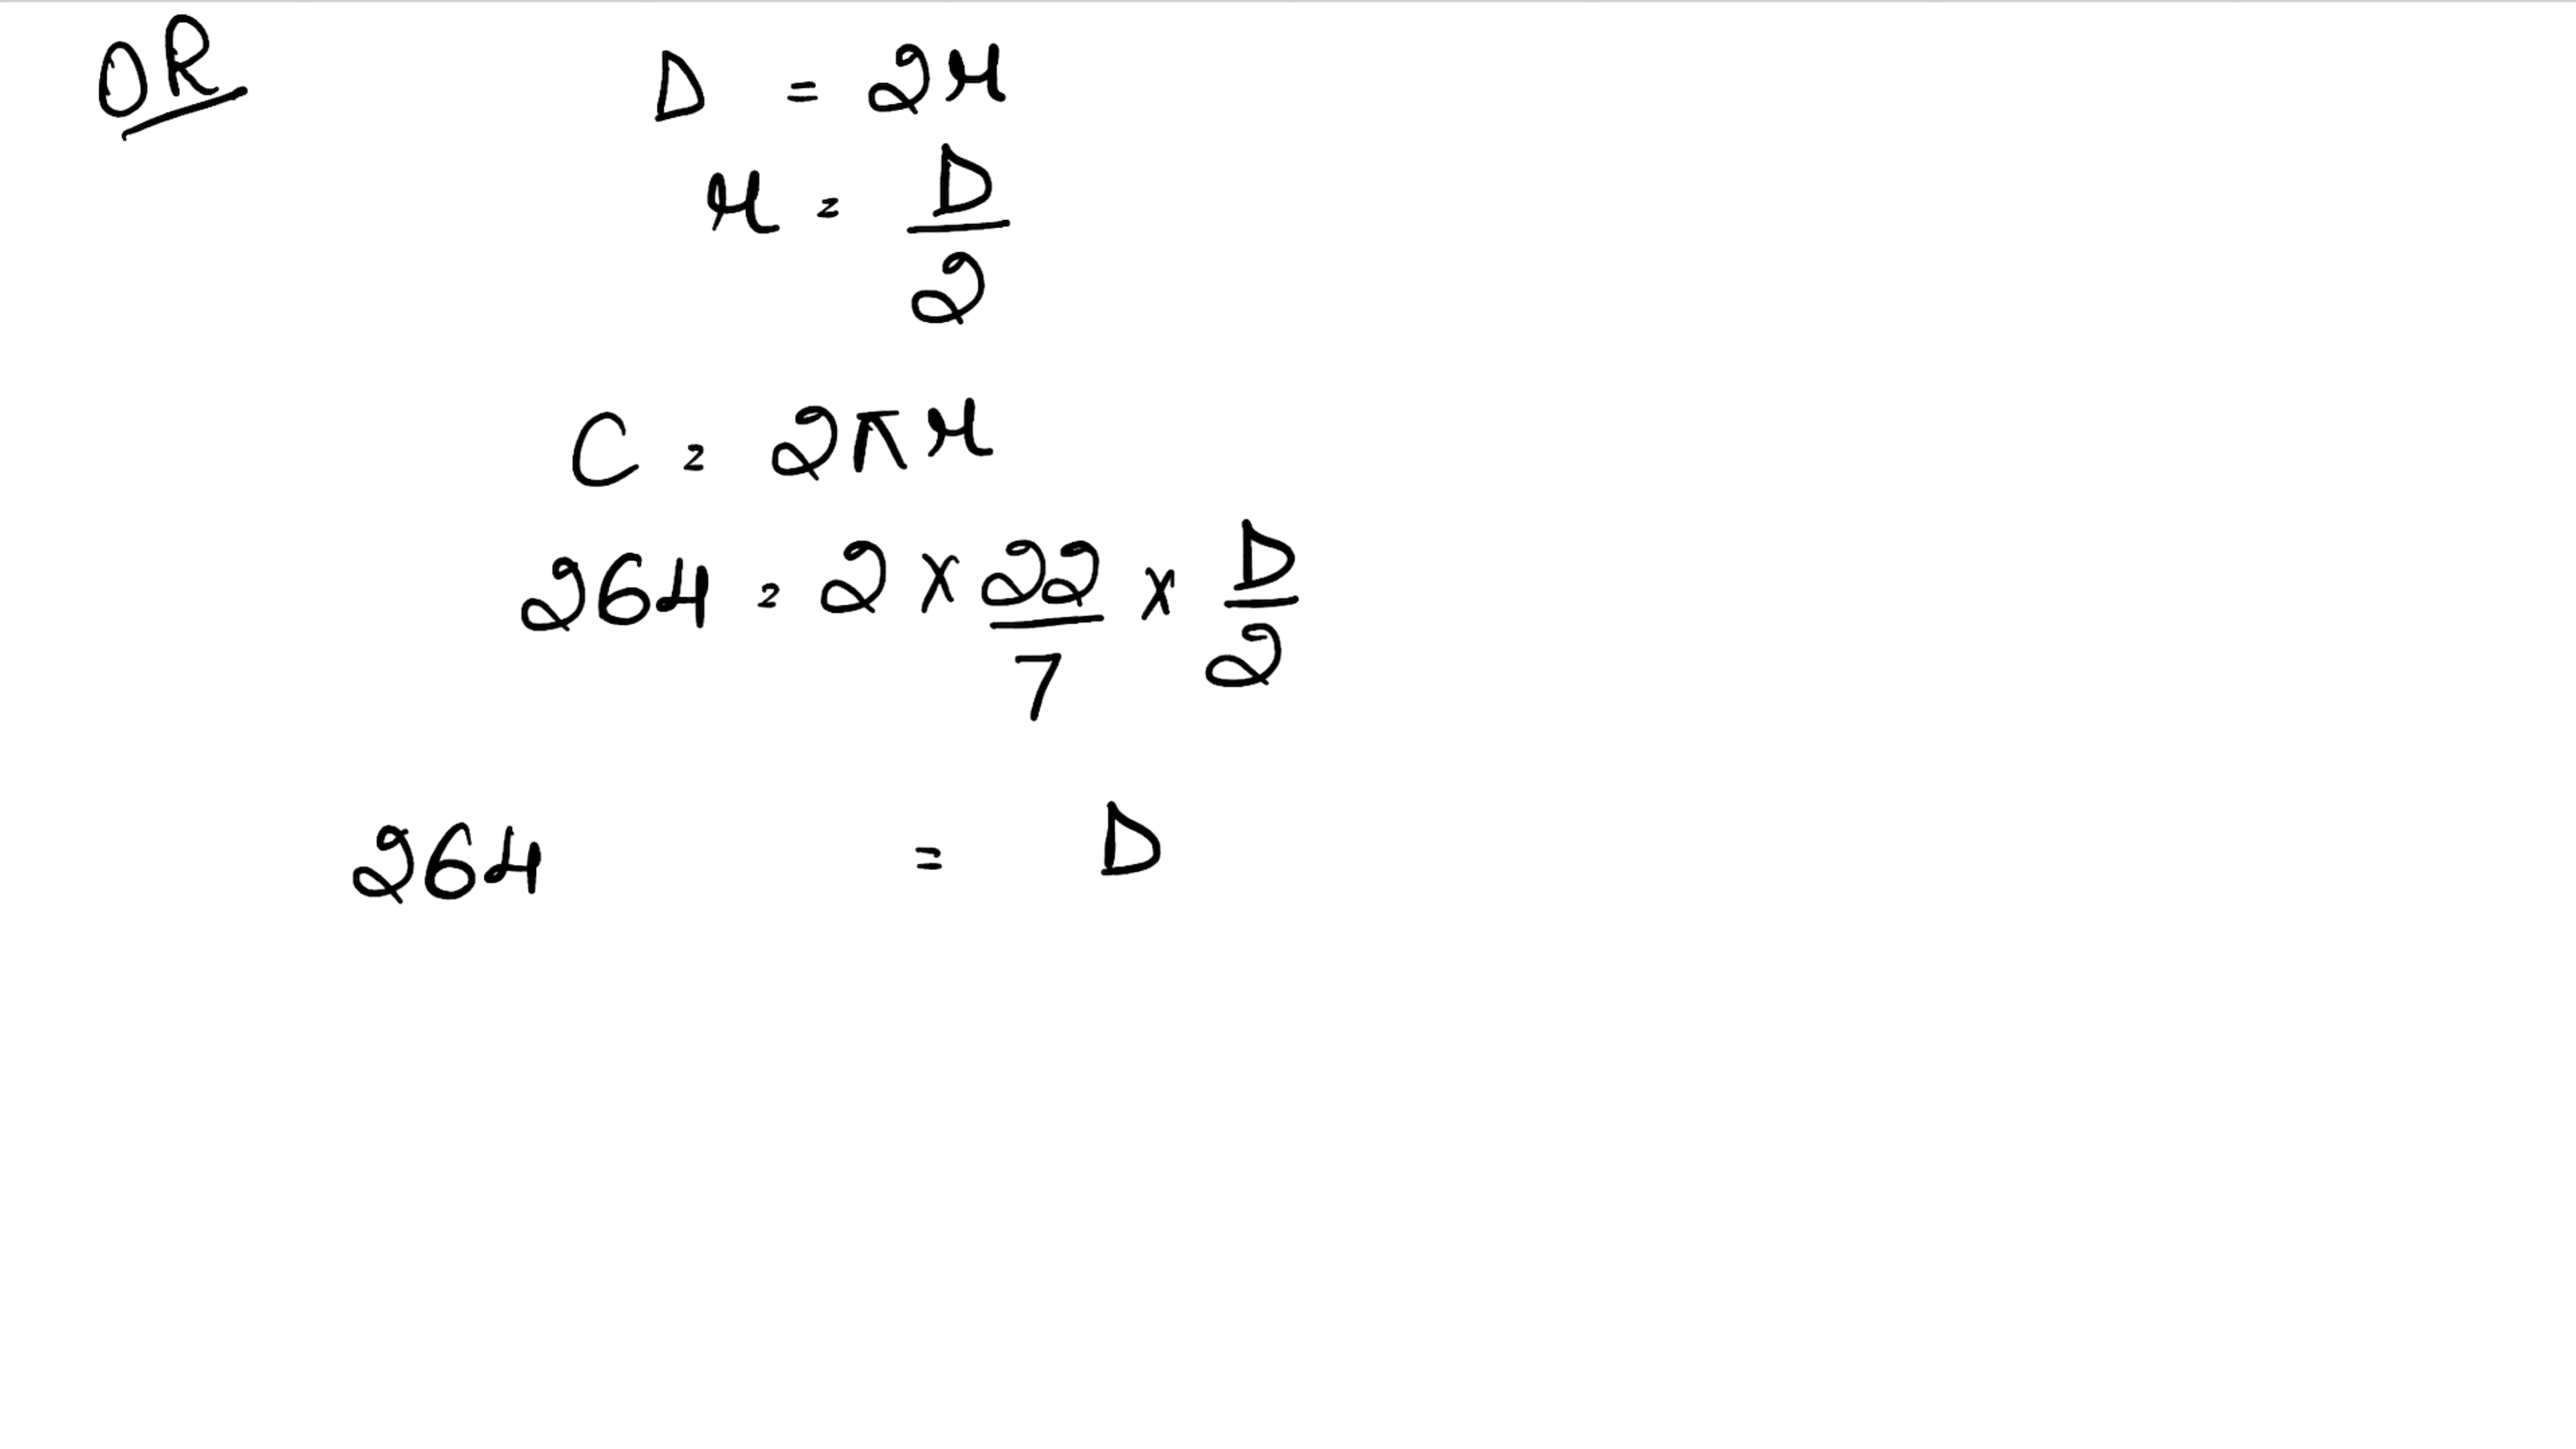 OR
D = 2r
r = D/2
C = 2πr
264 = 2 × 22/7 × D/2
264 = D